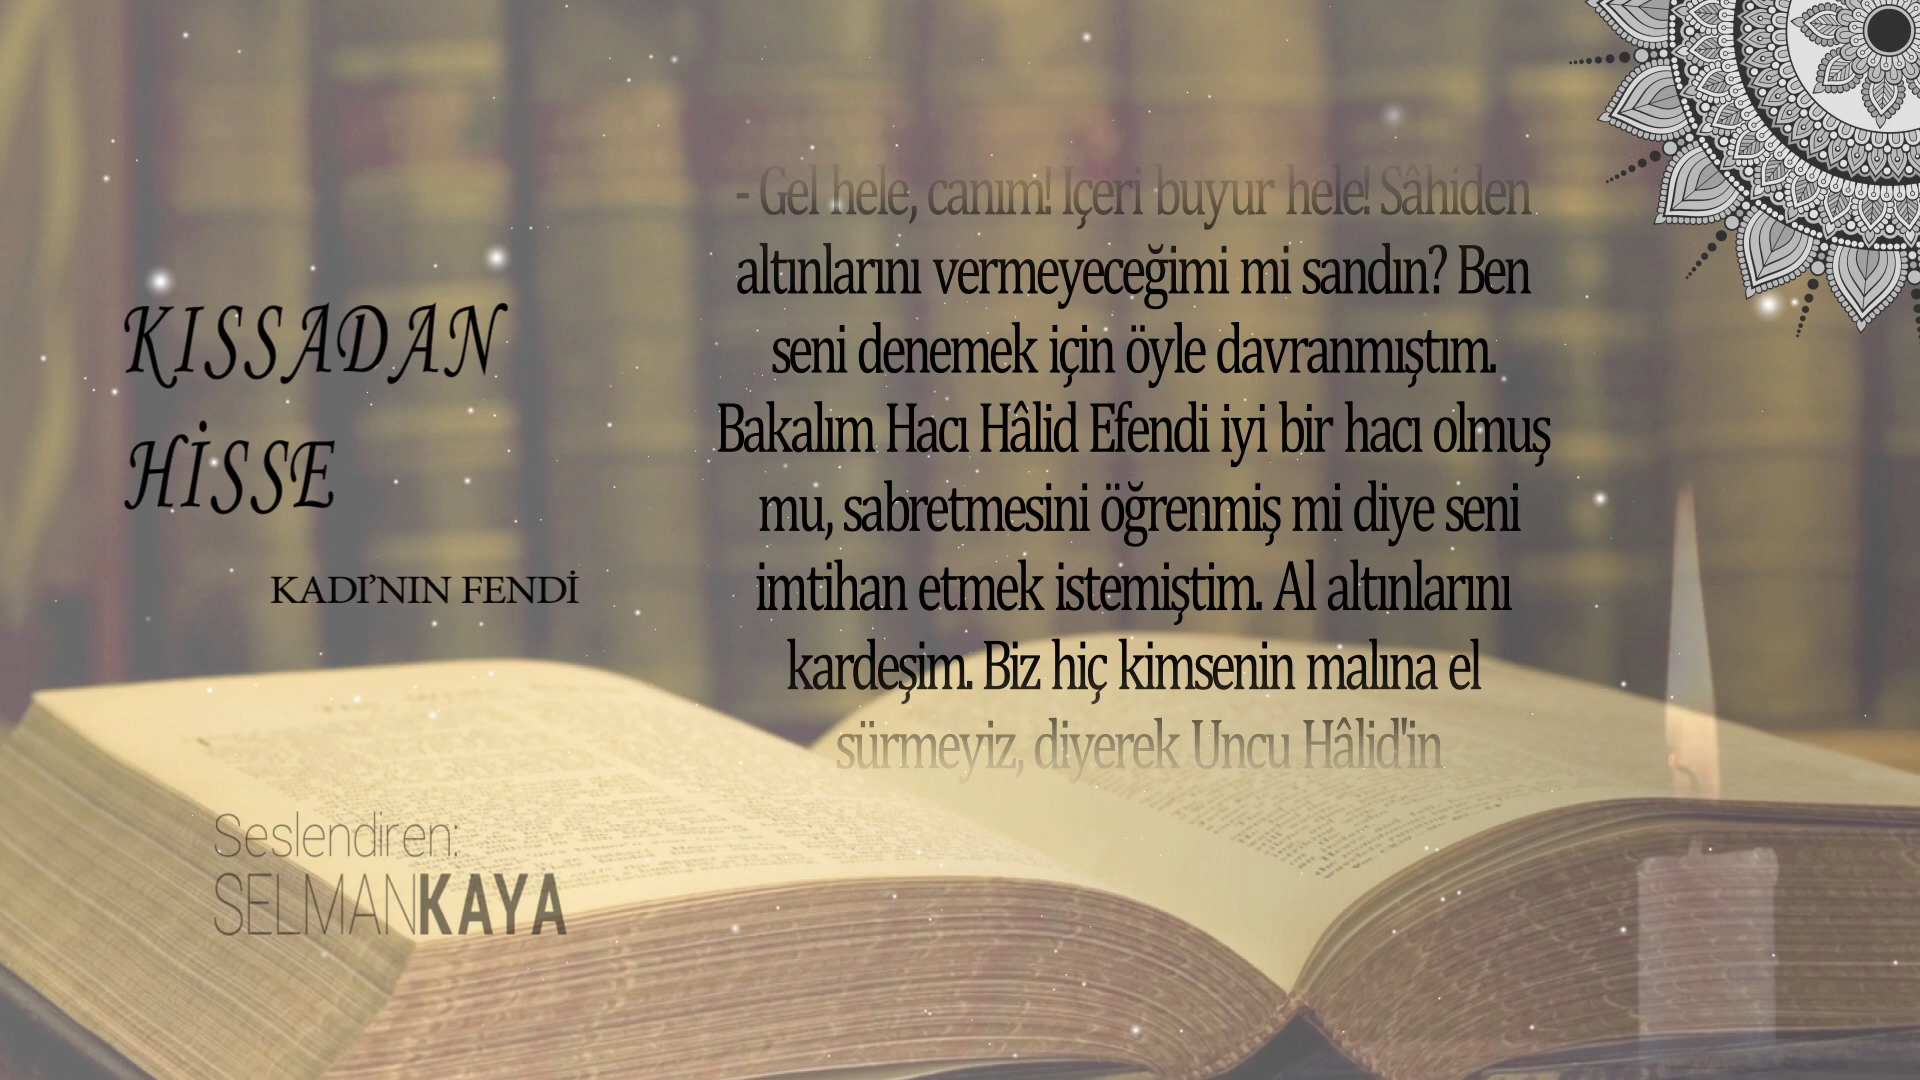 KISSADAN
HİSSE
KADI’NIN FENDİ
- Gel hele, canım! İçeri buyur hele! Sâhiden
altınlarını vermeyeceğimi mi sandın? Ben
seni denemek için öyle davranmıştım.
Bakalım Hacı Hâlid Efendi iyi bir hacı olmuş
mu, sabretmesini öğrenmiş mi diye seni
imtihan etmek istemiştim. Al altınlarını
kardeşim. Biz hiç kimsenin malına el
sürmeyiz, diyerek Uncu Hâlid'in
Seslendiren:
SELMANKAYA